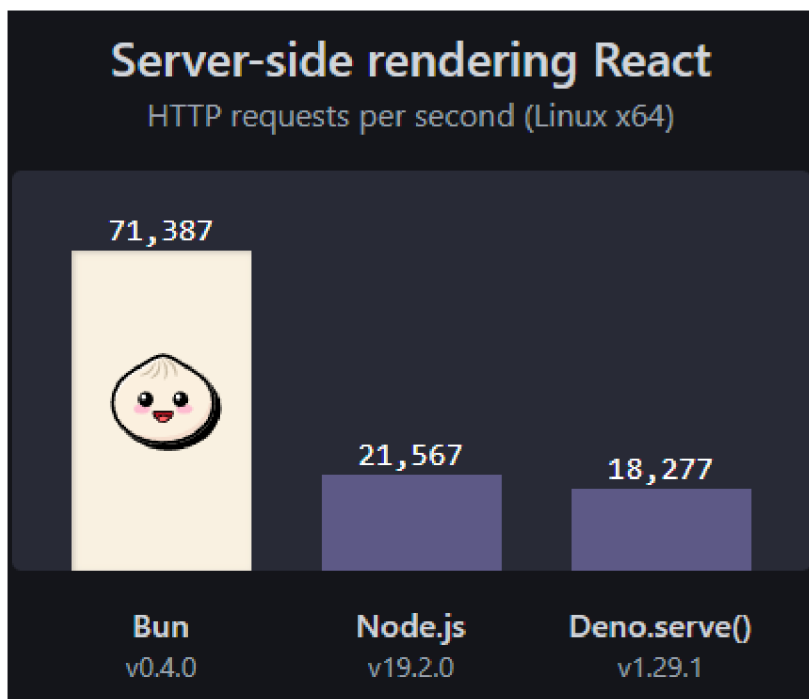 Server-side rendering React
HTTP requests per second (Linux x64)
71,387
21,567
18,277
Bun
Node.js
Deno.serve()
v0.4.0
v19.2.0
v1.29.1